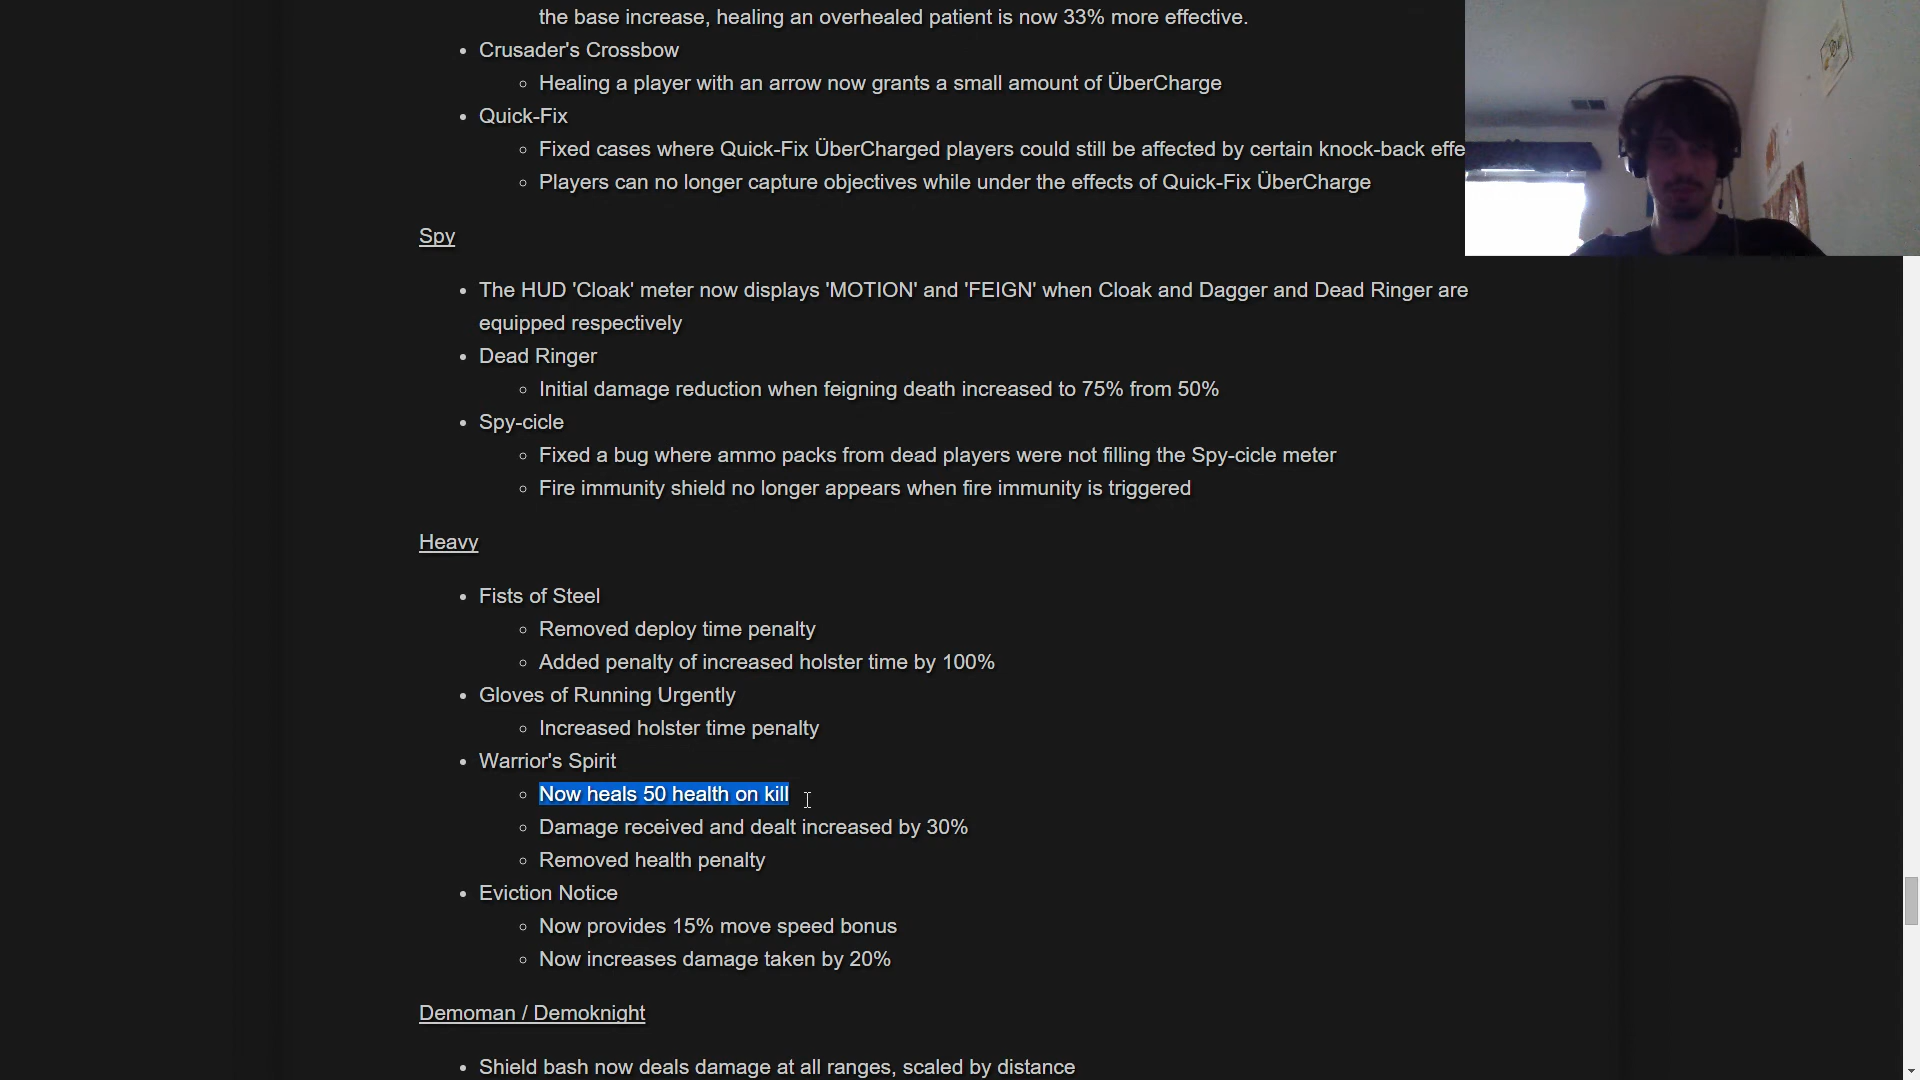 the base increase, healing an overhealed patient is now 33% more effective.
Crusader's Crossbow
Healing a player with an arrow now grants a small amount of ÜberCharge
Quick-Fix
Fixed cases where Quick-Fix ÜberCharged players could still be affected by certain knock-back effe
Players can no longer capture objectives while under the effects of Quick-Fix ÜberCharge
Spy
The HUD 'Cloak' meter now displays 'MOTION' and 'FEIGN' when Cloak and Dagger and Dead Ringer are
equipped respectively
Dead Ringer
Initial damage reduction when feigning death increased to 75% from 50%
Spy-cicle
Fixed a bug where ammo packs from dead players were not filling the Spy-cicle meter
Fire immunity shield no longer appears when fire immunity is triggered
Heavy
Fists of Steel
Removed deploy time penalty
Added penalty of increased holster time by 100%
Gloves of Running Urgently
Increased holster time penalty
Warrior's Spirit
Now heals 50 health on kill
Damage received and dealt increased by 30%
Removed health penalty
Eviction Notice
Now provides 15% move speed bonus
Now increases damage taken by 20%
Demoman / Demoknight
Shield bash now deals damage at all ranges, scaled by distance